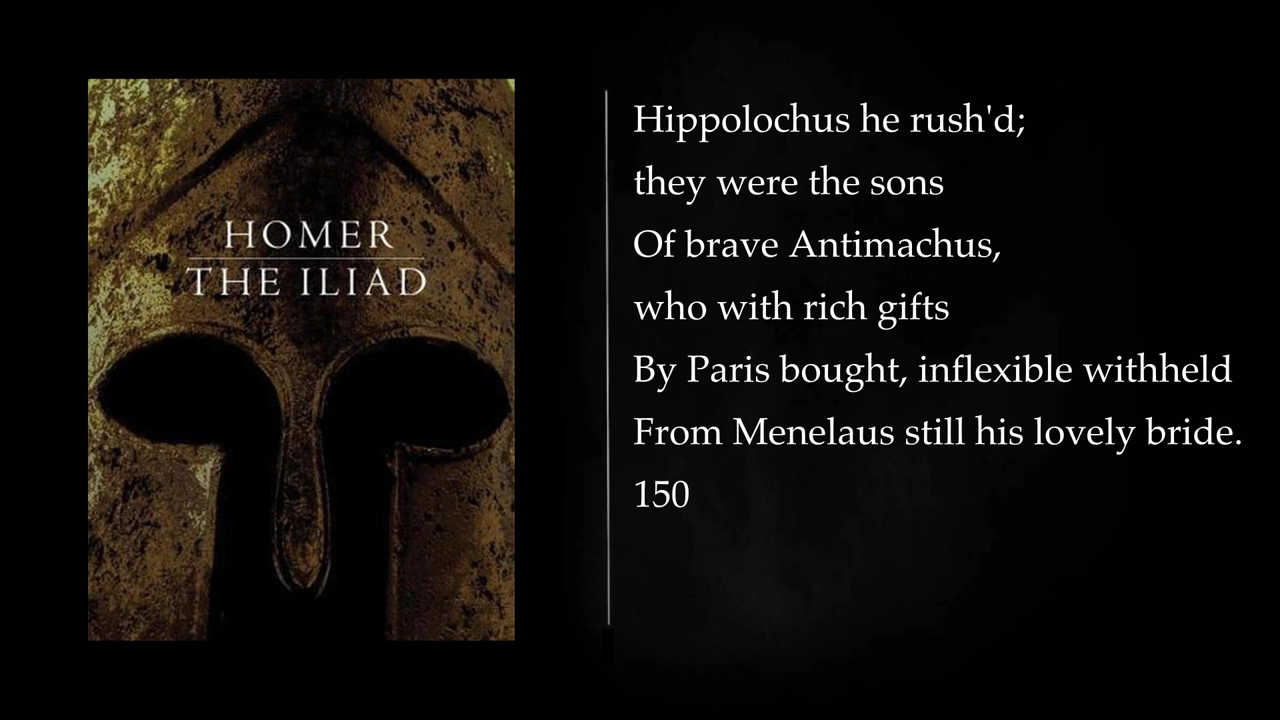 HOMER
THE ILIAD
Hippolochus he rush'd;
they were the sons
Of brave Antimachus,
who with rich gifts
By Paris bought, inflexible withheld
From Menelaus still his lovely bride.
150